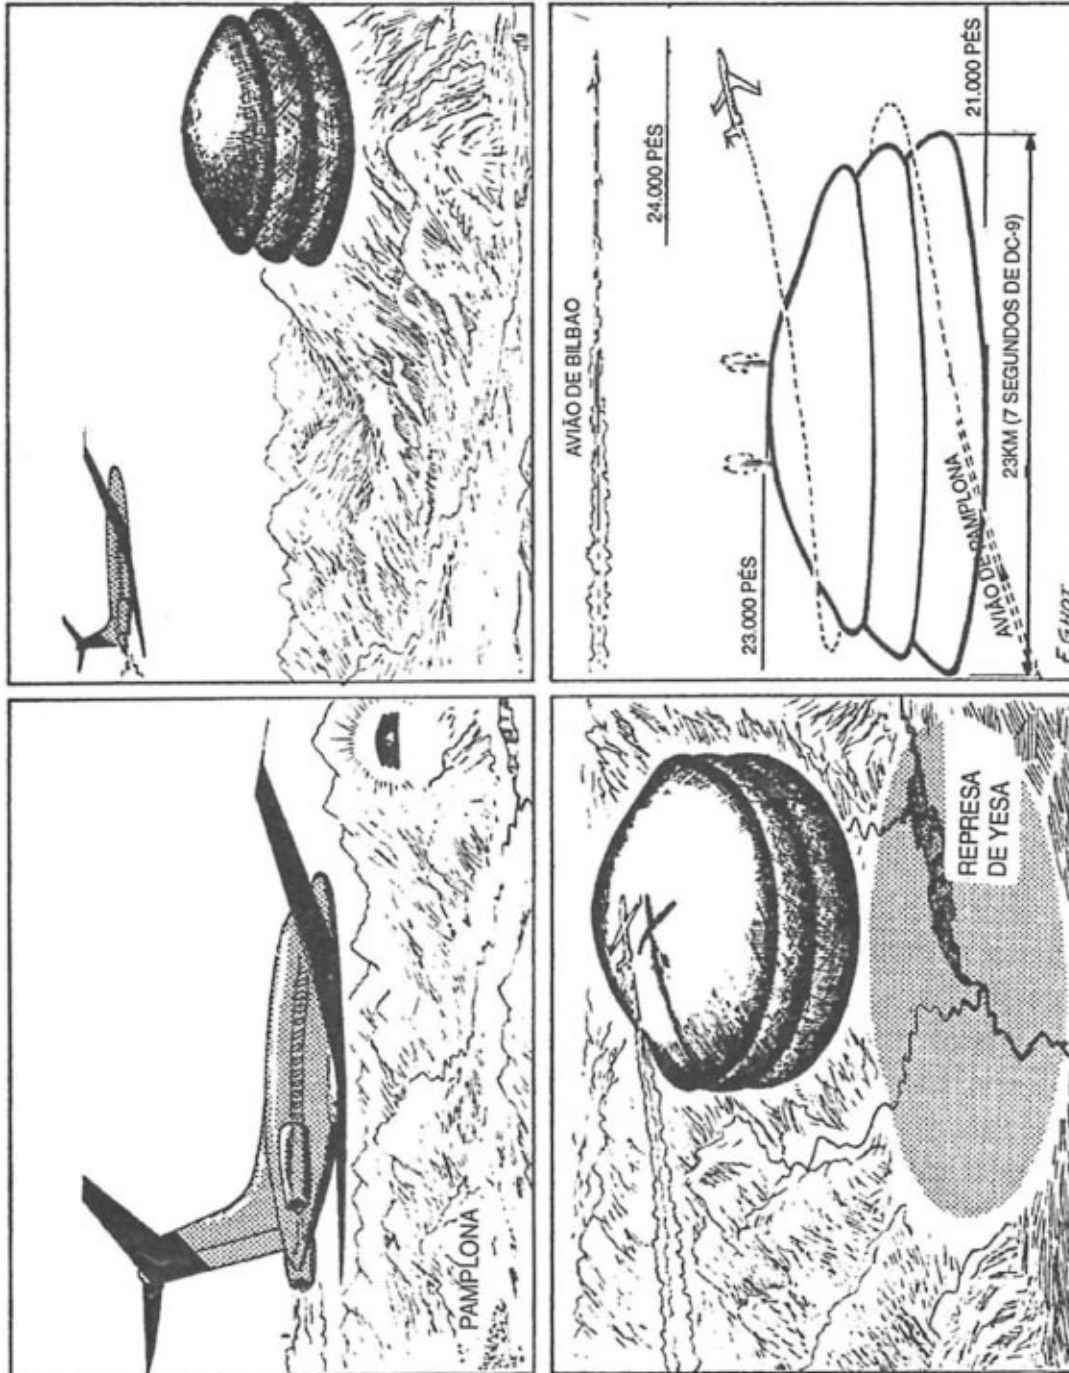 PAMPLONA
REPRESA
DE YESA
AVIÃO DE BILBAO
24.000 PÉS
23.000 PÉS
21.000 PÉS
AVIÃO DE PAMPLONA
23KM (7 SEGUNDOS DE DC-9)